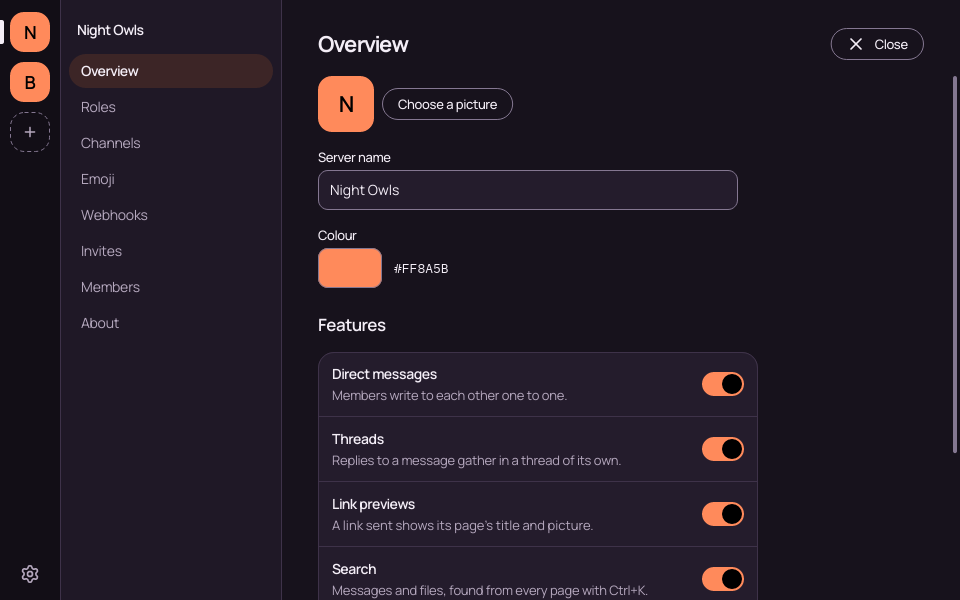 N
B
Night Owls
Overview
Roles
Channels
Emoji
Webhooks
Invites
Members
About
Overview
Close
N
Choose a picture
Server name
Night Owls
Colour
#FF8A5B
Features
Direct messages
Members write to each other one to one.
Threads
Replies to a message gather in a thread of its own.
Link previews
A link sent shows its page's title and picture.
Search
Messages and files, found from every page with Ctrl+K.